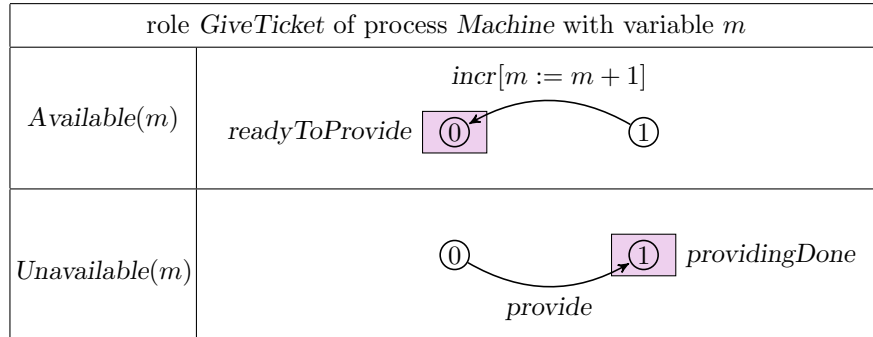 role GiveTicket of process Machine with variable m
incr[m := m + 1]
Available(m)
readyToProvide 0 1
Unavailable(m)
0 1 providingDone
provide